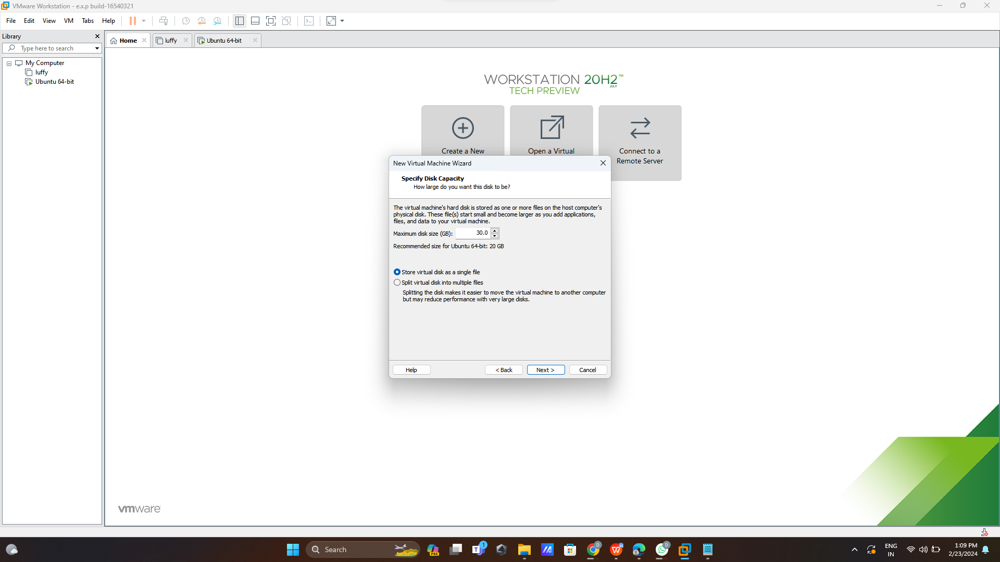 VMware Workstation - e.x.p build-16540321
File Edit View VM Tabs Help
Library
Type here to search
My Computer
luffy
Ubuntu 64-bit
Home luffy Ubuntu 64-bit
WORKSTATION 20H2™
JULY
TECH PREVIEW
Create a New
Open a Virtual
Connect to a
Remote Server
New Virtual Machine Wizard
Specify Disk Capacity
How large do you want this disk to be?
The virtual machine's hard disk is stored as one or more files on the host computer's
physical disk. These file(s) start small and become larger as you add applications,
files, and data to your virtual machine.
Maximum disk size (GB): 30.0
Recommended size for Ubuntu 64-bit: 20 GB
Store virtual disk as a single file
Split virtual disk into multiple files
Splitting the disk makes it easier to move the virtual machine to another computer
but may reduce performance with very large disks.
Help < Back Next > Cancel
vmware
Search
PRE
1
D
D
ENG
IN
1:09 PM
2/23/2024